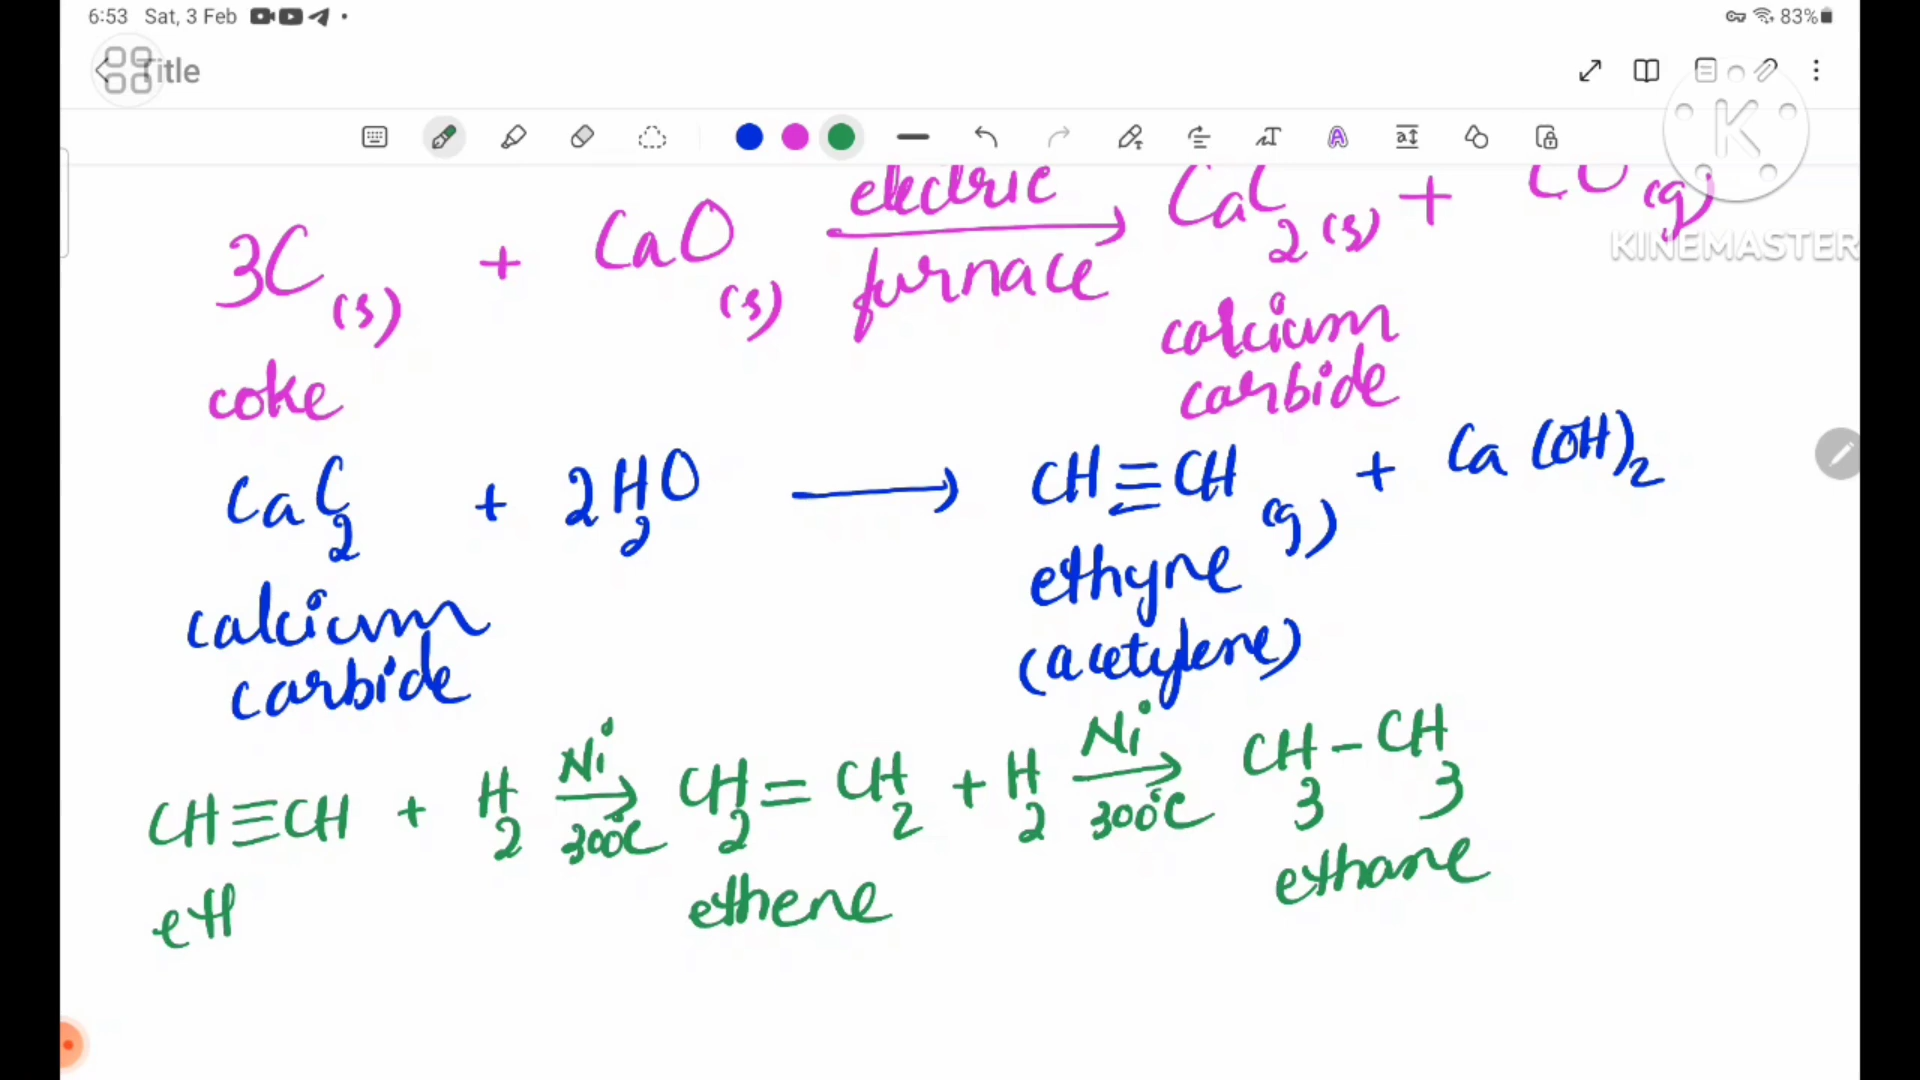 6:53 Sat, 3 Feb
83%
Title
K
KINEMASTER
3C(s) + CaO(s) electric furnace → CaC2(s) + CO(g)
coke calcium carbide
CaC2 + 2H2O → CH≡CH(g) + Ca(OH)2
calcium carbide ethyne (acetylene)
CH≡CH + H2 Ni 300°C → CH2=CH2 + H2 Ni 300°C → CH3-CH3
eth ethene ethane